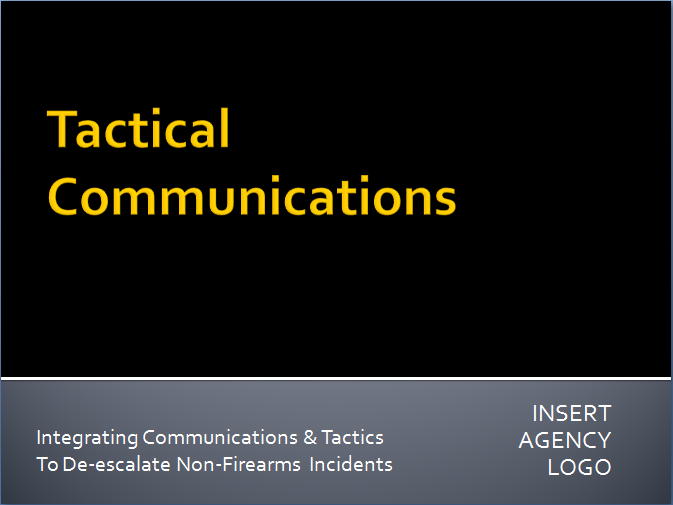 Tactical
Communications
Integrating Communications & Tactics
To De-escalate Non-Firearms Incidents
INSERT
AGENCY
LOGO